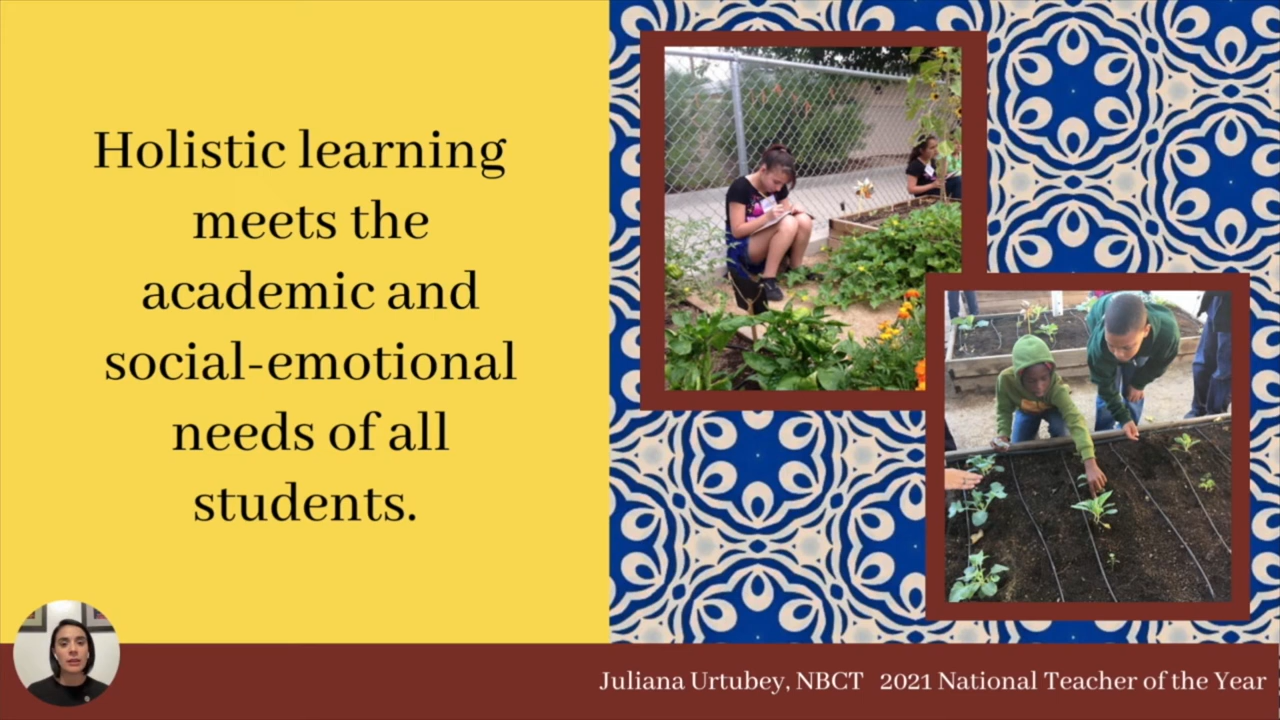 Holistic learning
meets the
academic and
social-emotional
needs of all
students.
Juliana Urtubey, NBCT 2021 National Teacher of the Year